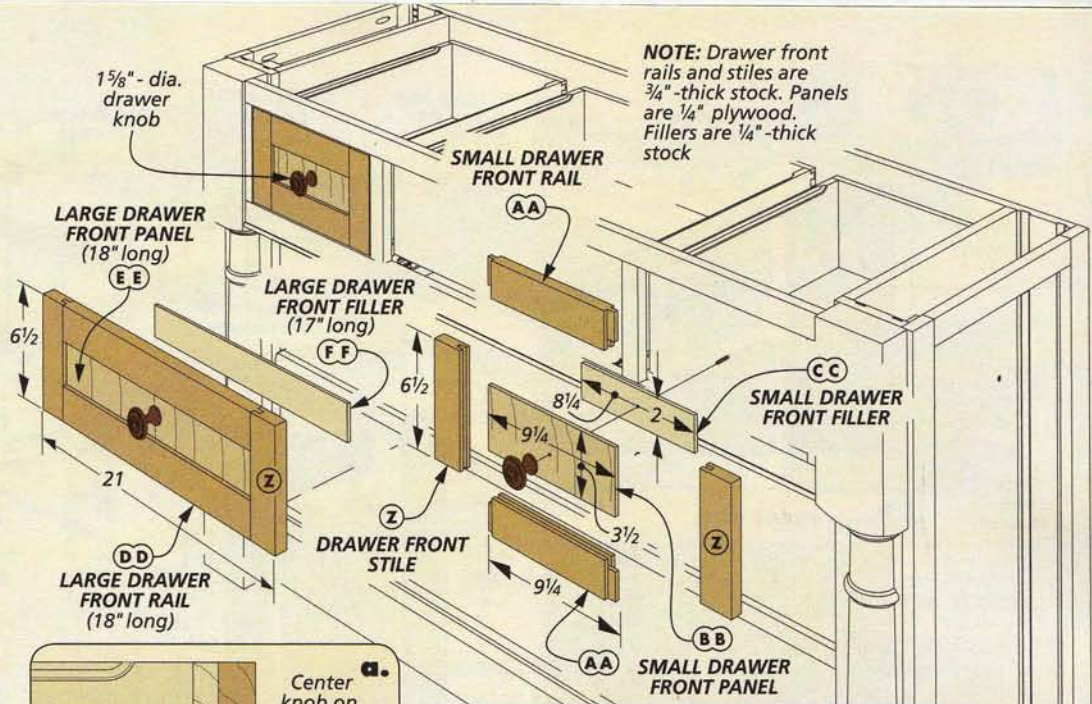 1⅝"- dia.
drawer
knob
NOTE: Drawer front
rails and stiles are
¾"-thick stock. Panels
are ¼" plywood.
Fillers are ¼"-thick
stock
SMALL DRAWER
FRONT RAIL
AA
LARGE DRAWER
FRONT PANEL
(18" long)
EE
LARGE DRAWER
FRONT FILLER
(17" long)
FF
6½
6½
8¼
2
CC
SMALL DRAWER
FRONT FILLER
9¼
21
Z
Z
Z
3½
DRAWER FRONT
STILE
DD
LARGE DRAWER
FRONT RAIL
(18" long)
9¼
BB
AA
SMALL DRAWER
FRONT PANEL
a.
Center
knob on